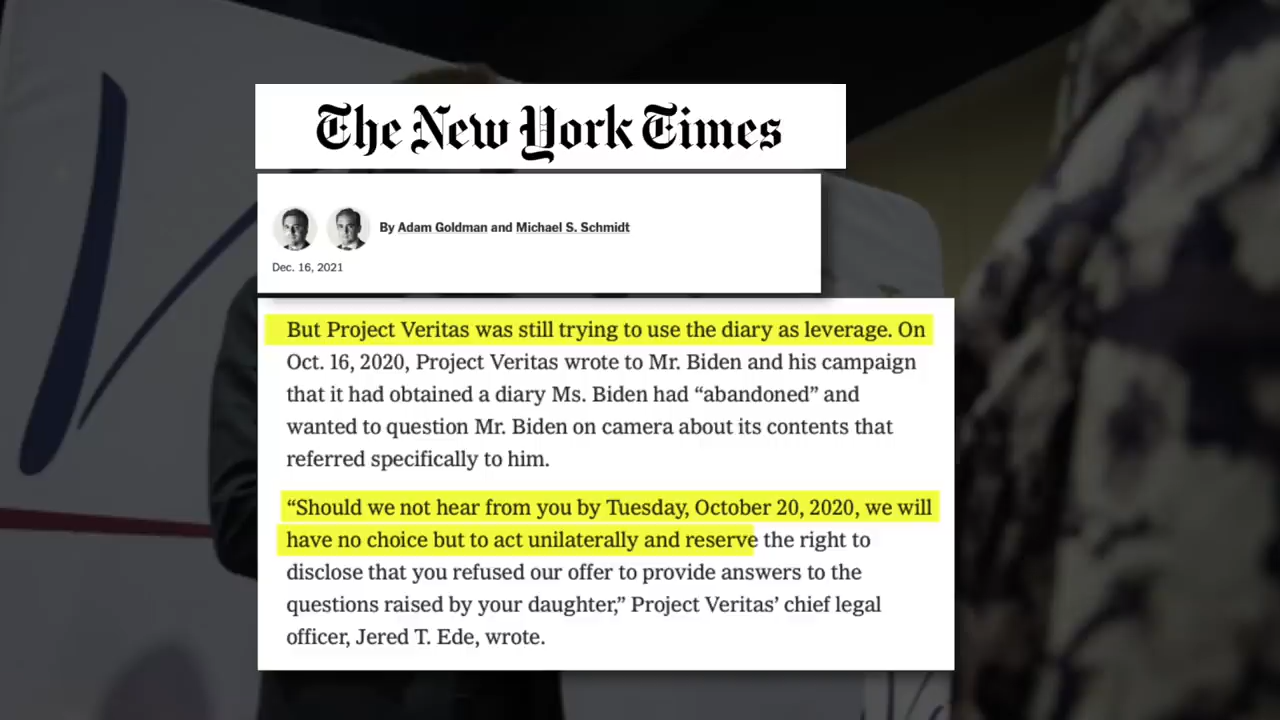 The New York Times
By Adam Goldman and Michael S. Schmidt
Dec. 16, 2021
But Project Veritas was still trying to use the diary as leverage. On
Oct. 16, 2020, Project Veritas wrote to Mr. Biden and his campaign
that it had obtained a diary Ms. Biden had “abandoned” and
wanted to question Mr. Biden on camera about its contents that
referred specifically to him.
“Should we not hear from you by Tuesday, October 20, 2020, we will
have no choice but to act unilaterally and reserve the right to
disclose that you refused our offer to provide answers to the
questions raised by your daughter,” Project Veritas’ chief legal
officer, Jered T. Ede, wrote.